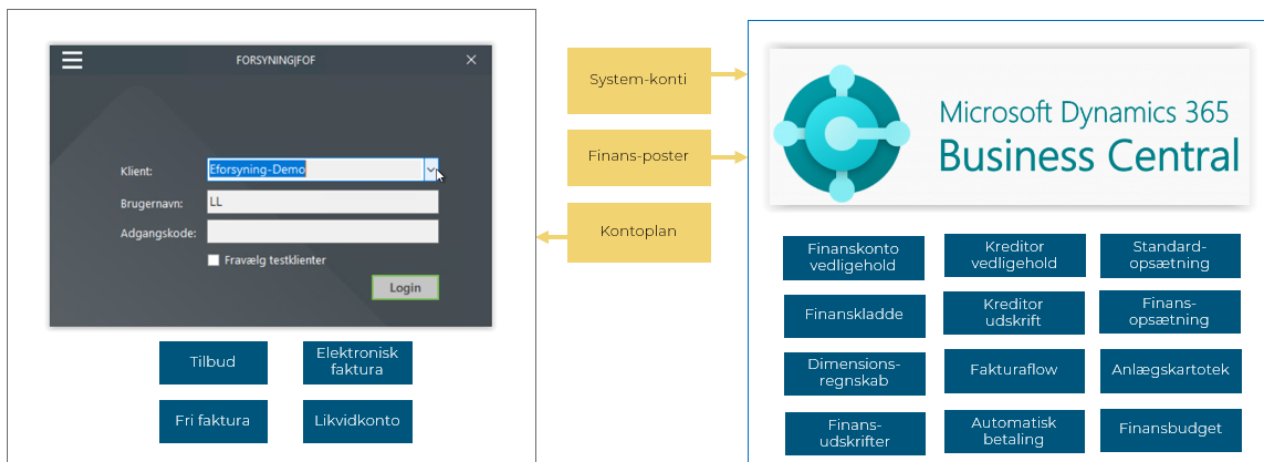 FORSYNING|FOF
Klient:
Eforsyning-Demo
Brugernavn:
LL
Adgangskode:
Fravælg testklienter
Login
Tilbud
Elektronisk
faktura
Fri faktura
Likvidkonto
System-konti
Finans-poster
Kontoplan
Microsoft Dynamics 365
Business Central
Finanskonto
vedligehold
Kreditor
vedligehold
Standard-
opsætning
Finanskladde
Kreditor
udskrift
Finans-
opsætning
Dimensions-
regnskab
Fakturaflow
Anlægskartotek
Finans-
udskrifter
Automatisk
betaling
Finansbudget